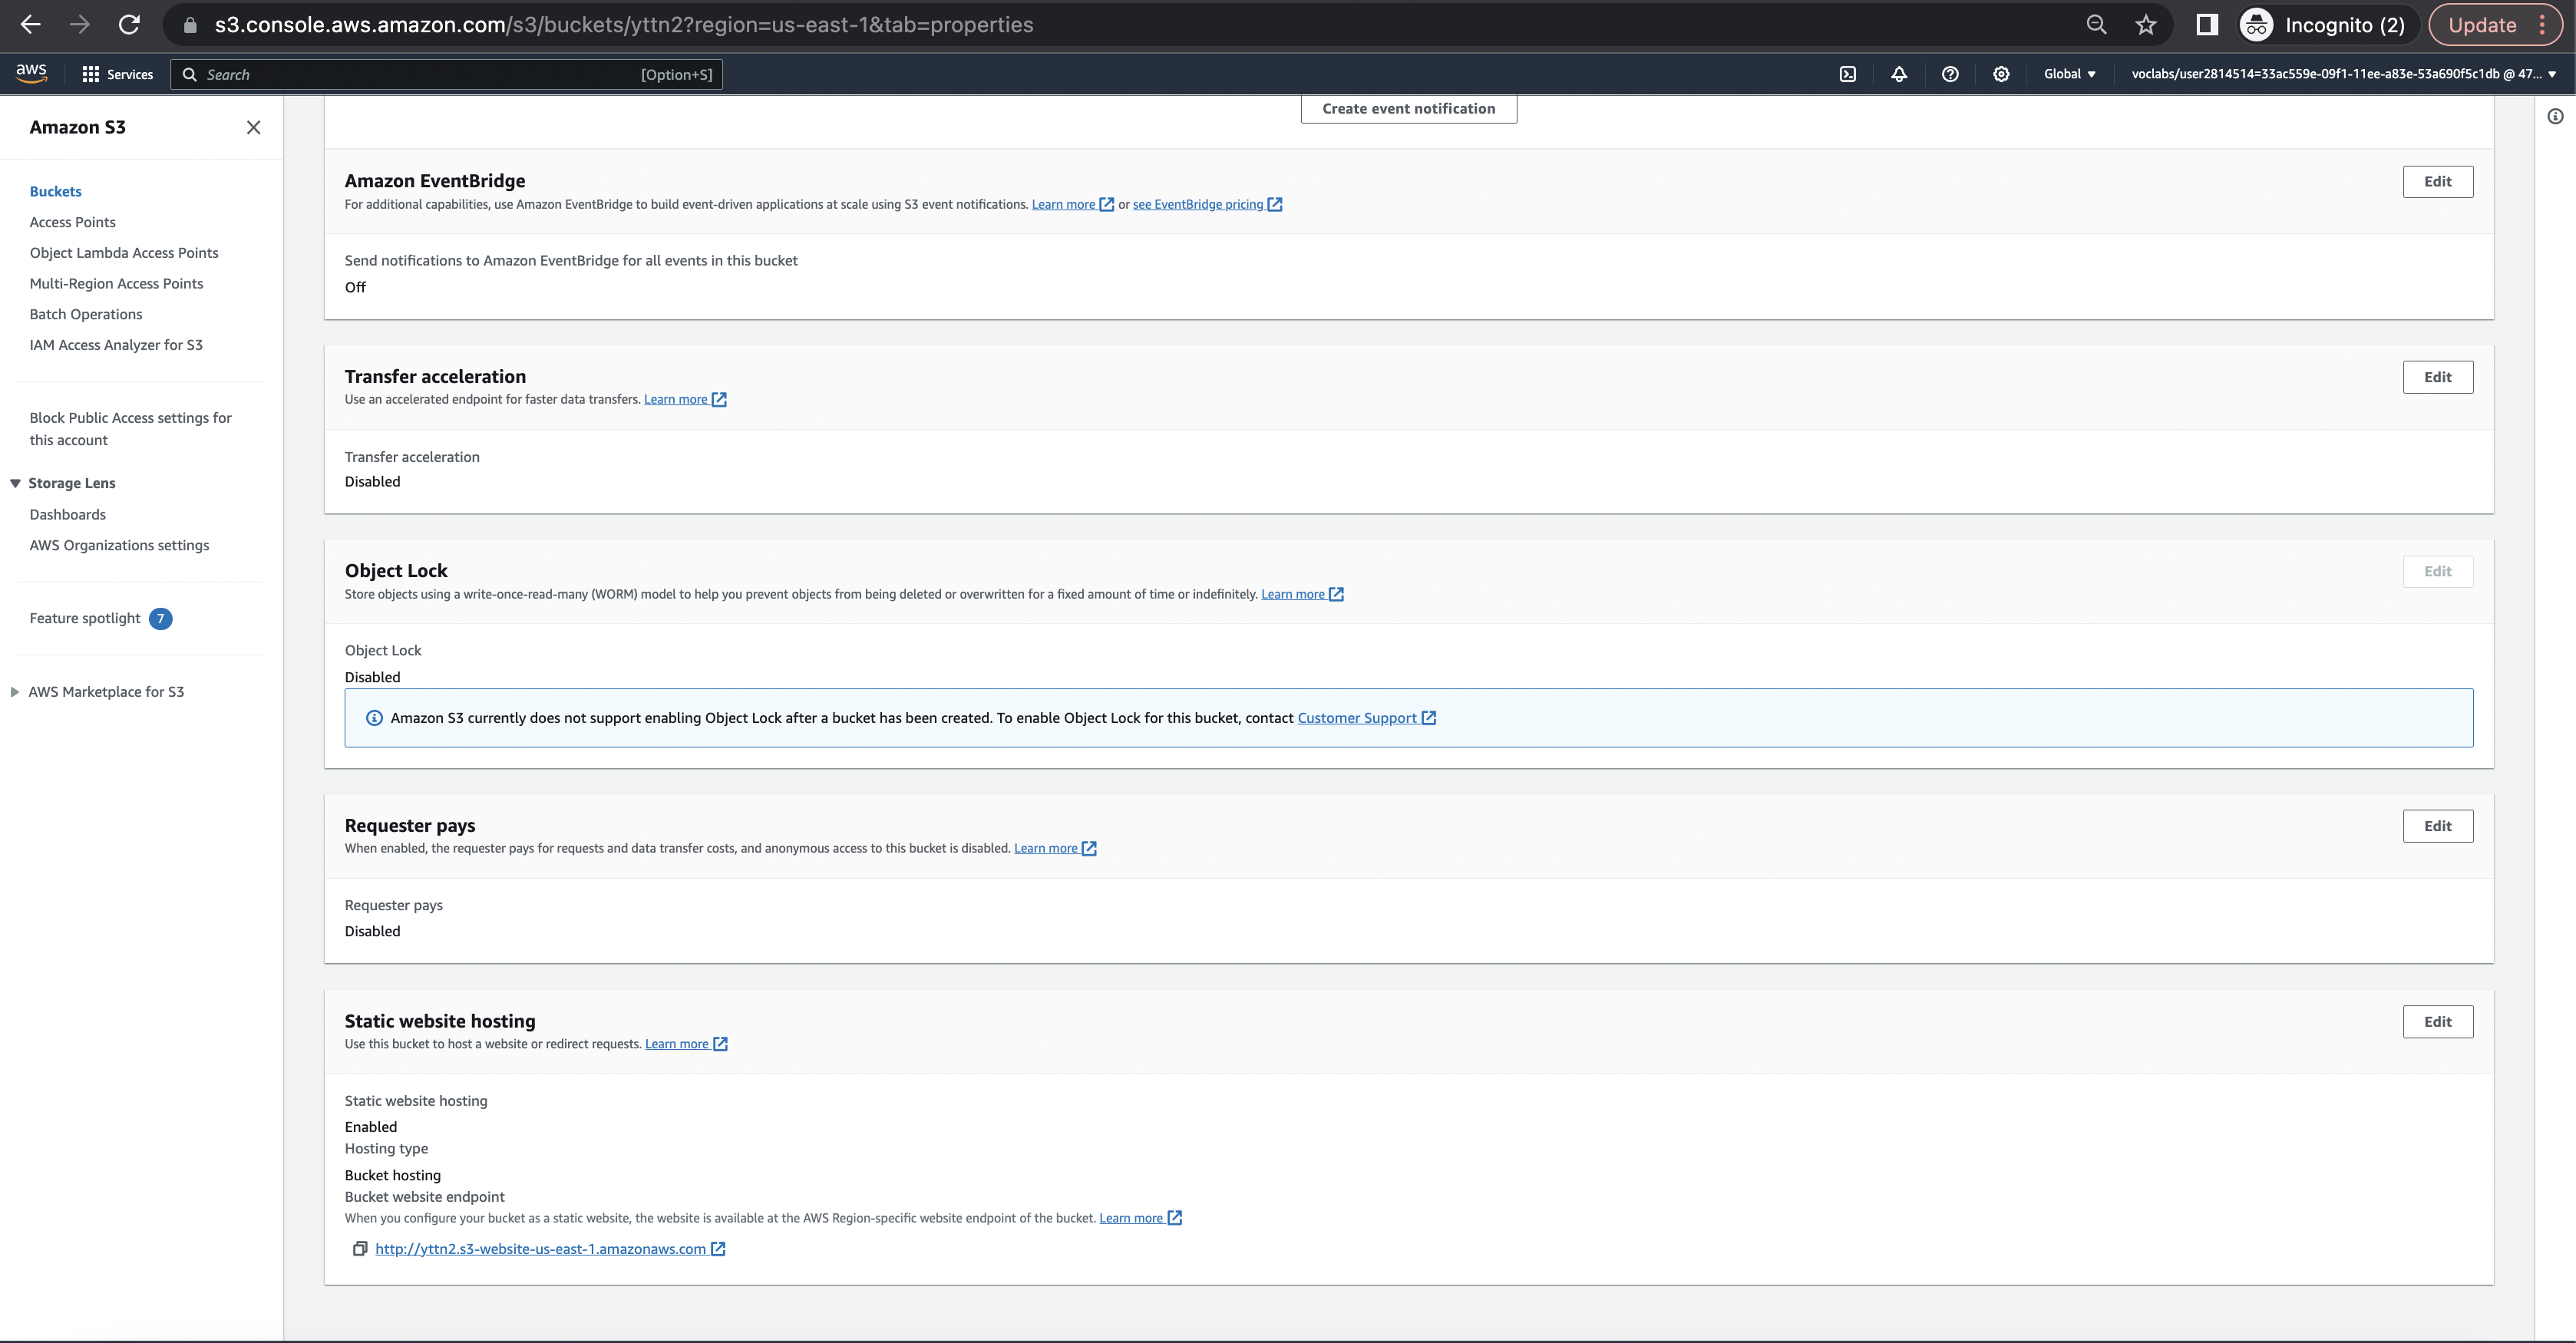 s3.console.aws.amazon.com/s3/buckets/yttn2?region=us-east-1&tab=properties
Incognito (2)
Update
aws
Services
Search
[Option+S]
Global
voclabs/user2814514=33ac559e-09f1-11ee-a83e-53a690f5c1db @ 47...
Amazon S3
Buckets
Access Points
Object Lambda Access Points
Multi-Region Access Points
Batch Operations
IAM Access Analyzer for S3
Block Public Access settings for
this account
Storage Lens
Dashboards
AWS Organizations settings
Feature spotlight 7
AWS Marketplace for S3
Create event notification
Amazon EventBridge
Edit
For additional capabilities, use Amazon EventBridge to build event-driven applications at scale using S3 event notifications. Learn more or see EventBridge pricing
Send notifications to Amazon EventBridge for all events in this bucket
Off
Transfer acceleration
Edit
Use an accelerated endpoint for faster data transfers. Learn more
Transfer acceleration
Disabled
Object Lock
Edit
Store objects using a write-once-read-many (WORM) model to help you prevent objects from being deleted or overwritten for a fixed amount of time or indefinitely. Learn more
Object Lock
Disabled
Amazon S3 currently does not support enabling Object Lock after a bucket has been created. To enable Object Lock for this bucket, contact Customer Support
Requester pays
Edit
When enabled, the requester pays for requests and data transfer costs, and anonymous access to this bucket is disabled. Learn more
Requester pays
Disabled
Static website hosting
Edit
Use this bucket to host a website or redirect requests. Learn more
Static website hosting
Enabled
Hosting type
Bucket hosting
Bucket website endpoint
When you configure your bucket as a static website, the website is available at the AWS Region-specific website endpoint of the bucket. Learn more
http://yttn2.s3-website-us-east-1.amazonaws.com